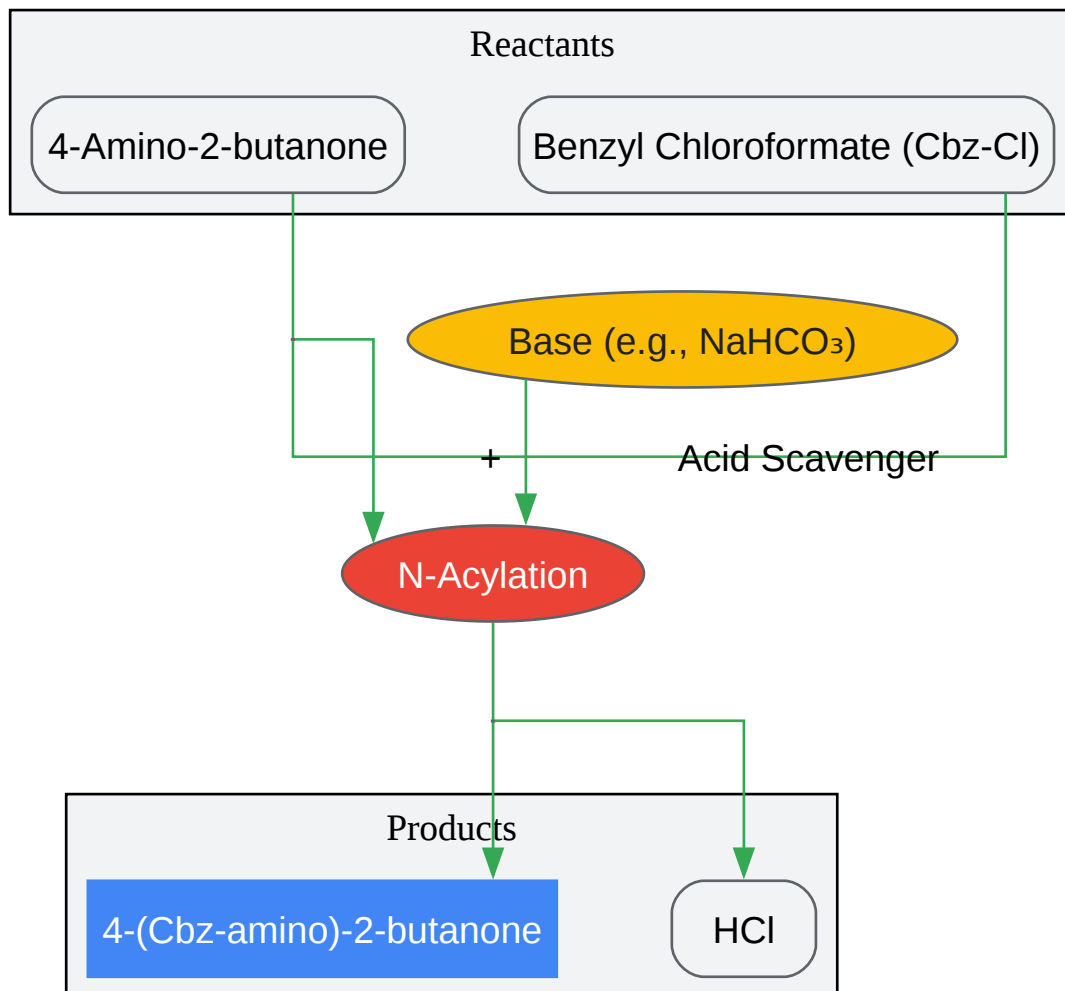 Reactants
4-Amino-2-butanone
Benzyl Chloroformate (Cbz-Cl)
Base (e.g., NaHCO₃)
+
Acid Scavenger
N-Acylation
Products
4-(Cbz-amino)-2-butanone
HCl